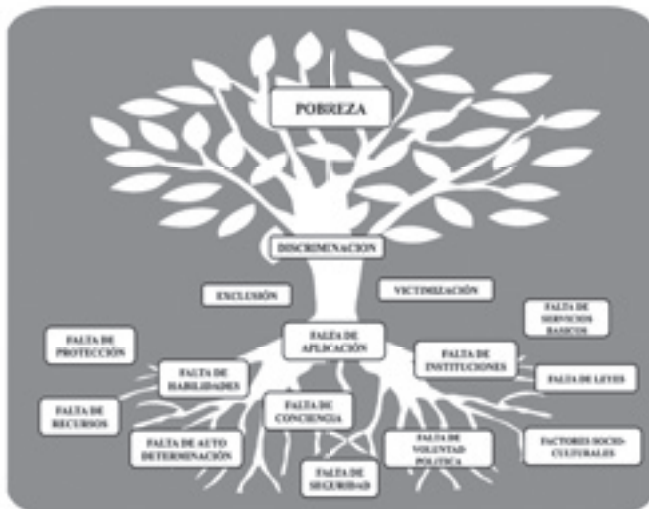 POBREZA
DISCRIMINACION
EXCLUSIÓN
VICTIMIZACIÓN
FALTA DE
SERVICIOS
BASICOS
FALTA DE
PROTECCIÓN
FALTA DE
APLICACIÓN
FALTA DE
INSTITUCIONES
FALTA DE
HABILIDADES
FALTA DE LEYES
FALTA DE
RECURSOS
FALTA DE
CONCIENCIA
FALTA DE AUTO
DETERMINACIÓN
FALTA DE
VOLUNTAD
POLITICA
FACTORES SOCIO-
CULTURALES
FALTA DE
SEGURIDAD